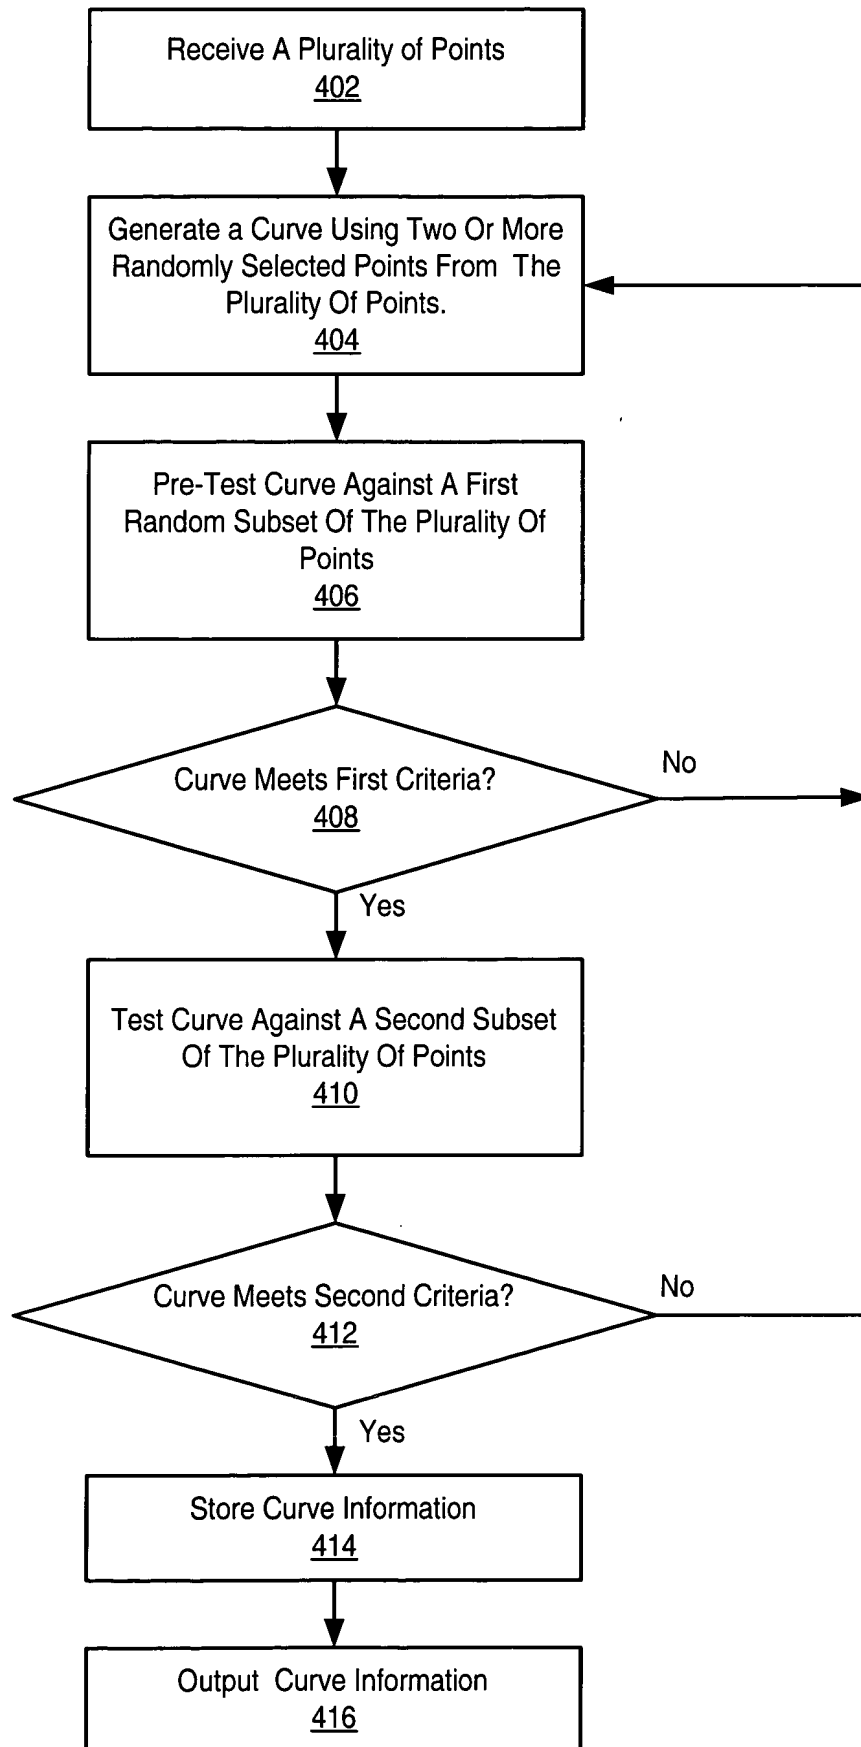 Receive A Plurality of Points
402
Generate a Curve Using Two Or More
Randomly Selected Points From The
Plurality Of Points.
404
Pre-Test Curve Against A First
Random Subset Of The Plurality Of
Points
406
Curve Meets First Criteria?
408
No
Yes
Test Curve Against A Second Subset
Of The Plurality Of Points
410
Curve Meets Second Criteria?
412
No
Yes
Store Curve Information
414
Output Curve Information
416